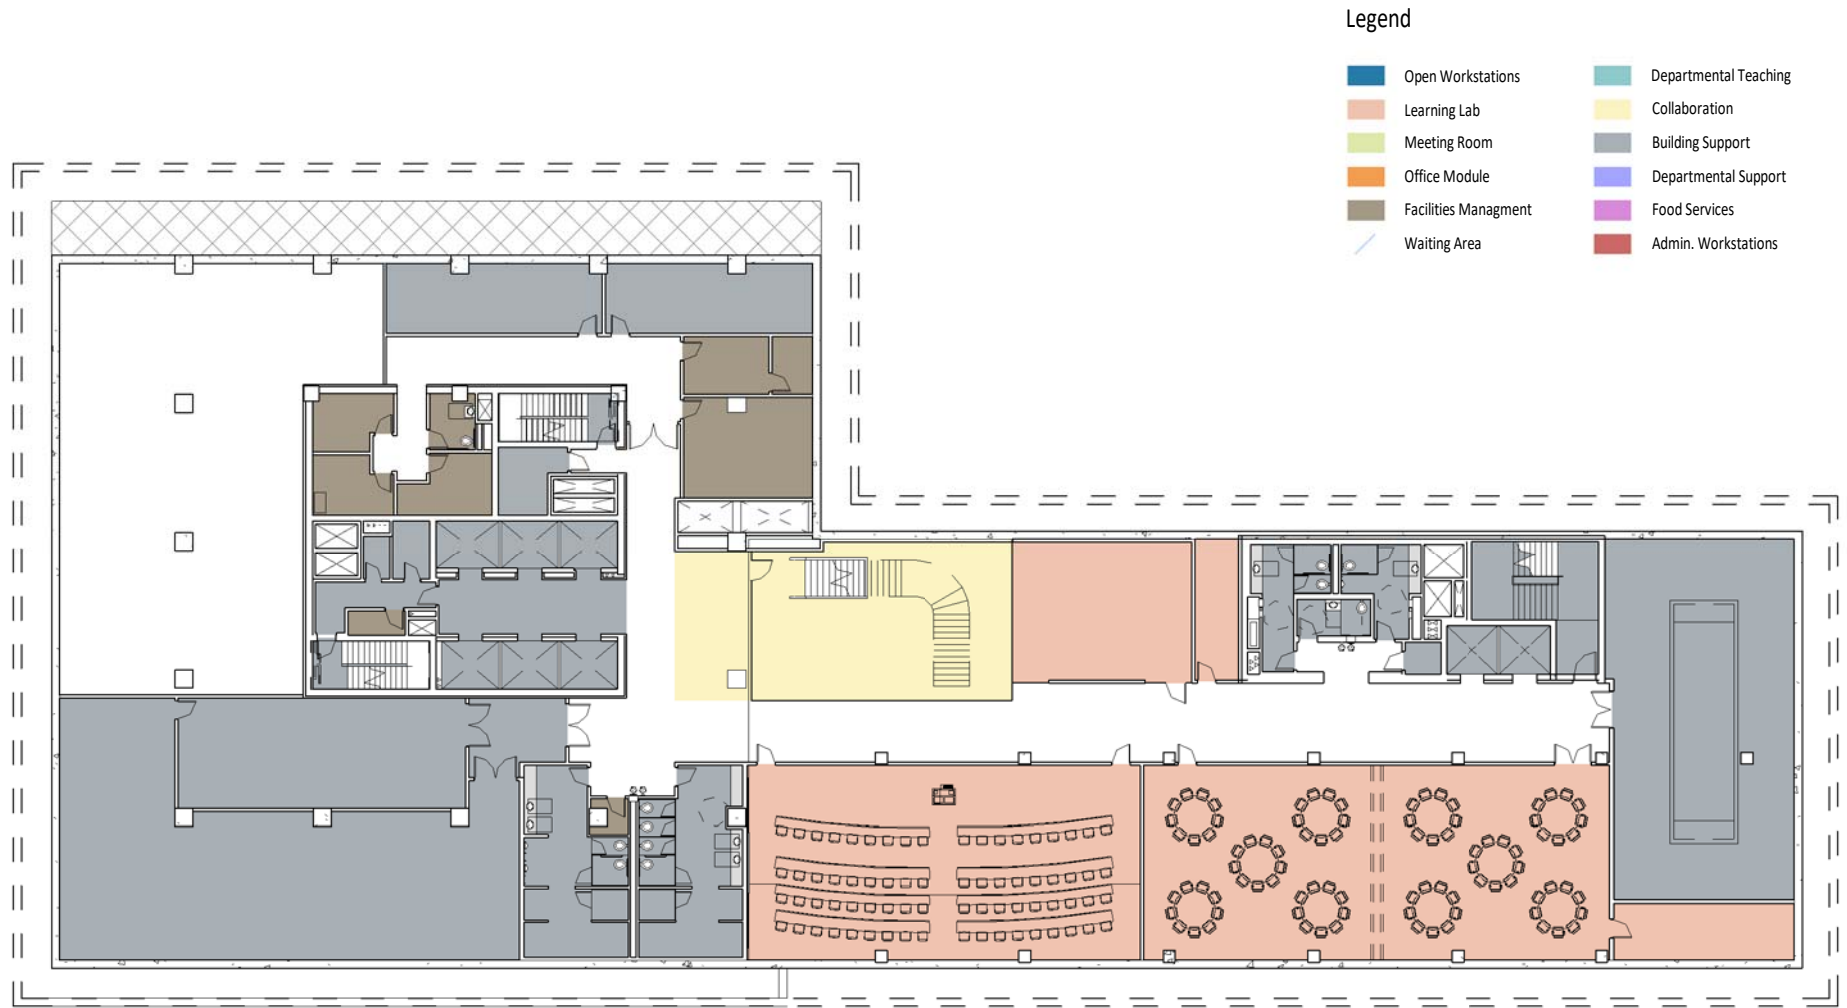 Legend
Open Workstations
Learning Lab
Meeting Room
Office Module
Facilities Managment
Waiting Area
Departmental Teaching
Collaboration
Building Support
Departmental Support
Food Services
Admin. Workstations